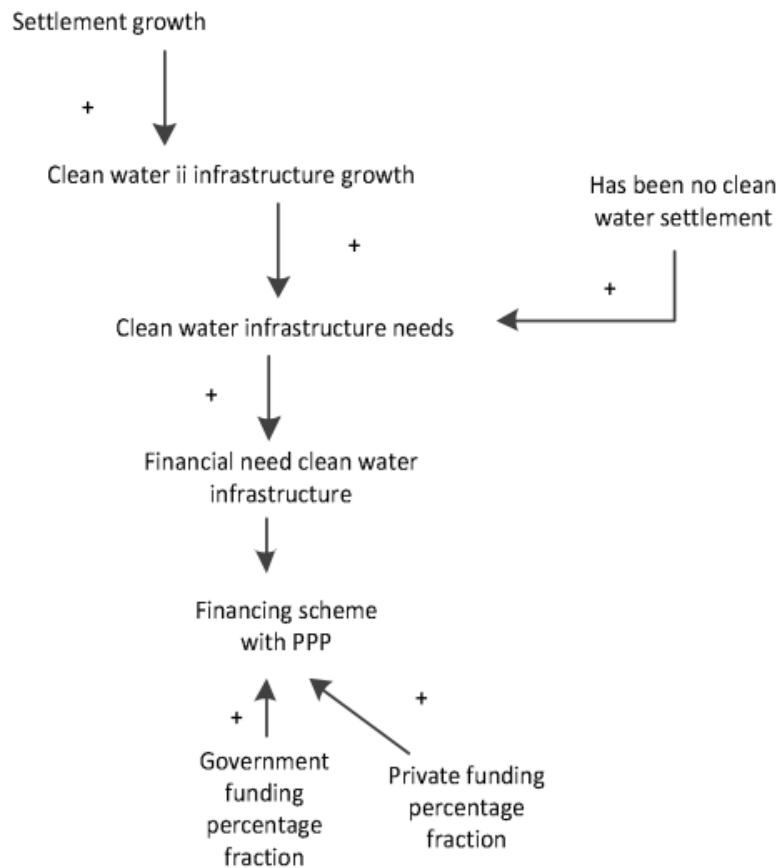 Settlement growth
+
Clean water ii infrastructure growth
Has been no clean
water settlement
+
+
Clean water infrastructure needs
+
Financial need clean water
infrastructure
Financing scheme
with PPP
+
+
Government
funding
percentage
fraction
Private funding
percentage
fraction